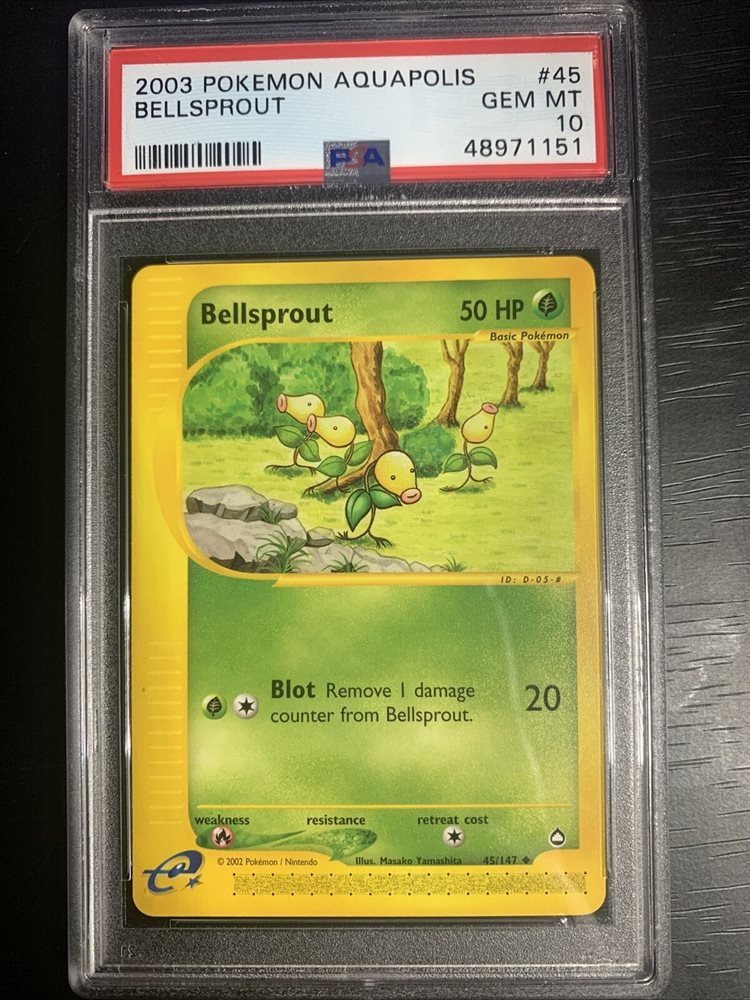 2003 POKEMON AQUAPOLIS #45
BELLSPROUT GEM MT
10
PSA 48971151
Bellsprout 50 HP
Basic Pokémon
ID: D-05-#
Blot Remove 1 damage
counter from Bellsprout.
20
weakness resistance retreat cost
© 2002 Pokémon / Nintendo Illus. Masako Yamashita 45/147
e